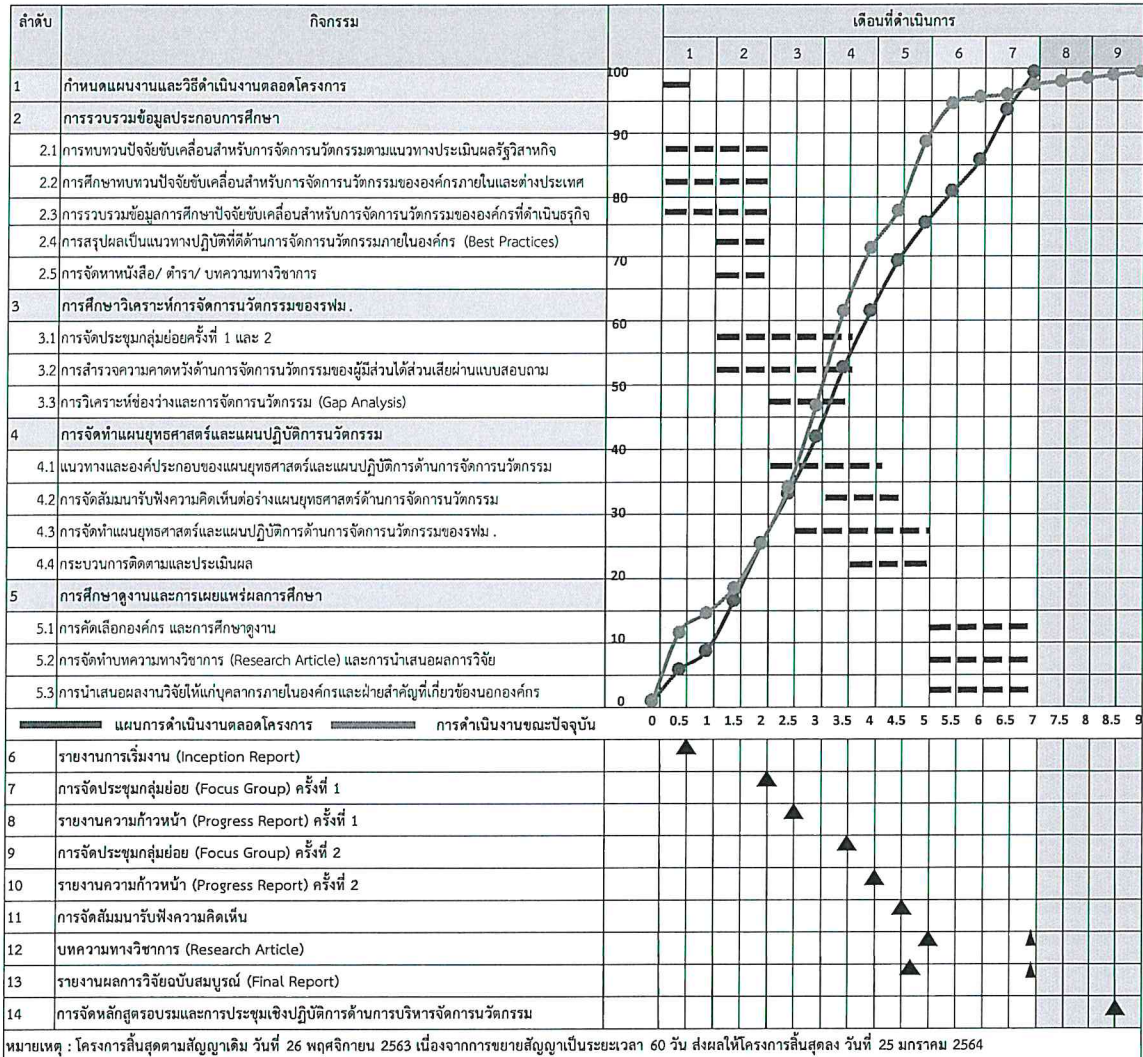 ลำดับ กิจกรรม เดือนที่ดำเนินการ
1 2 3 4 5 6 7 8 9
100
1 กำหนดแผนงานและวิธีดำเนินงานตลอดโครงการ
2 การรวบรวมข้อมูลประกอบการศึกษา
90
2.1 การทบทวนปัจจัยขับเคลื่อนสำหรับการจัดการนวัตกรรมตามแนวทางประเมินผลรัฐวิสาหกิจ
2.2 การศึกษาทบทวนปัจจัยขับเคลื่อนสำหรับการจัดการนวัตกรรมขององค์กรภายในและต่างประเทศ
80
2.3 การรวบรวมข้อมูลการศึกษาปัจจัยขับเคลื่อนสำหรับการจัดการนวัตกรรมขององค์กรที่ดำเนินธุรกิจ
2.4 การสรุปผลเป็นแนวทางปฏิบัติที่ดีด้านการจัดการนวัตกรรมภายในองค์กร (Best Practices)
70
2.5 การจัดหาหนังสือ/ ตำรา/ บทความทางวิชาการ
3 การศึกษาวิเคราะห์การจัดการนวัตกรรมของรฟม.
60
3.1 การจัดประชุมกลุ่มย่อยครั้งที่ 1 และ 2
3.2 การสำรวจความคาดหวังด้านการจัดการนวัตกรรมของผู้มีส่วนได้ส่วนเสียผ่านแบบสอบถาม
50
3.3 การวิเคราะห์ช่องว่างและการจัดการนวัตกรรม (Gap Analysis)
4 การจัดทำแผนยุทธศาสตร์และแผนปฏิบัติการนวัตกรรม
40
4.1 แนวทางและองค์ประกอบของแผนยุทธศาสตร์และแผนปฏิบัติการด้านการจัดการนวัตกรรม
4.2 การจัดสัมมนารับฟังความคิดเห็นต่อร่างแผนยุทธศาสตร์ด้านการจัดการนวัตกรรม
30
4.3 การจัดทำแผนยุทธศาสตร์และแผนปฏิบัติการด้านการจัดการนวัตกรรมของรฟม.
4.4 กระบวนการติดตามและประเมินผล
20
5 การศึกษาดูงานและการเผยแพร่ผลการศึกษา
5.1 การคัดเลือกองค์กร และการศึกษาดูงาน
10
5.2 การจัดทำบทความทางวิชาการ (Research Article) และการนำเสนอผลการวิจัย
5.3 การนำเสนอผลงานวิจัยให้แก่บุคลากรภายในองค์กรและฝ่ายสำคัญที่เกี่ยวข้องนอกองค์กร
0
แผนการดำเนินงานตลอดโครงการ การดำเนินงานขณะปัจจุบัน 0 0.5 1 1.5 2 2.5 3 3.5 4 4.5 5 5.5 6 6.5 7 7.5 8 8.5 9
6 รายงานการเริ่มงาน (Inception Report)
7 การจัดประชุมกลุ่มย่อย (Focus Group) ครั้งที่ 1
8 รายงานความก้าวหน้า (Progress Report) ครั้งที่ 1
9 การจัดประชุมกลุ่มย่อย (Focus Group) ครั้งที่ 2
10 รายงานความก้าวหน้า (Progress Report) ครั้งที่ 2
11 การจัดสัมมนารับฟังความคิดเห็น
12 บทความทางวิชาการ (Research Article)
13 รายงานผลการวิจัยฉบับสมบูรณ์ (Final Report)
14 การจัดหลักสูตรอบรมและการประชุมเชิงปฏิบัติการด้านการบริหารจัดการนวัตกรรม
หมายเหตุ : โครงการสิ้นสุดตามสัญญาเดิม วันที่ 26 พฤศจิกายน 2563 เนื่องจากการขยายสัญญาเป็นระยะเวลา 60 วัน ส่งผลให้โครงการสิ้นสุดลง วันที่ 25 มกราคม 2564